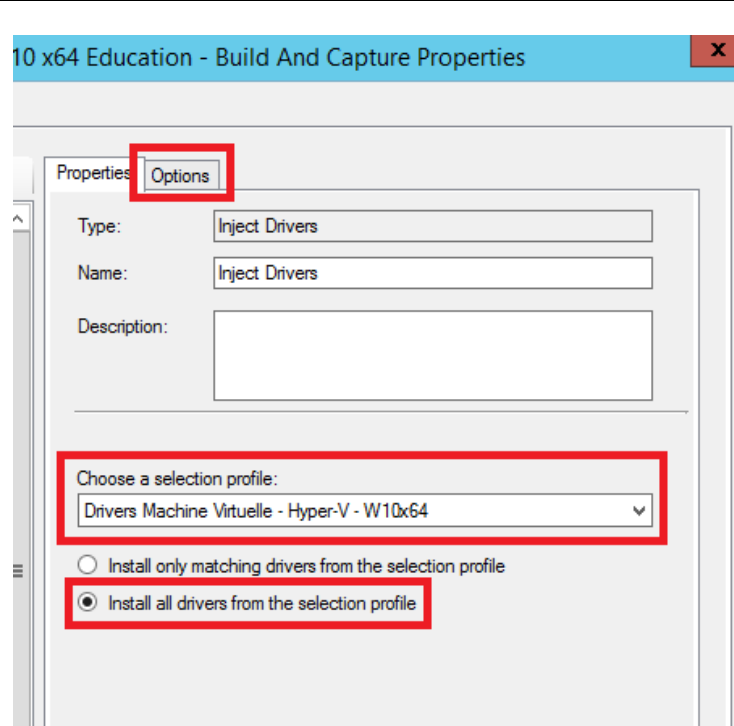 10 x64 Education - Build And Capture Properties
x
Properties
Options
Type:
Inject Drivers
Name:
Inject Drivers
Description:
Choose a selection profile:
Drivers Machine Virtuelle - Hyper-V - W10x64
Install only matching drivers from the selection profile
Install all drivers from the selection profile